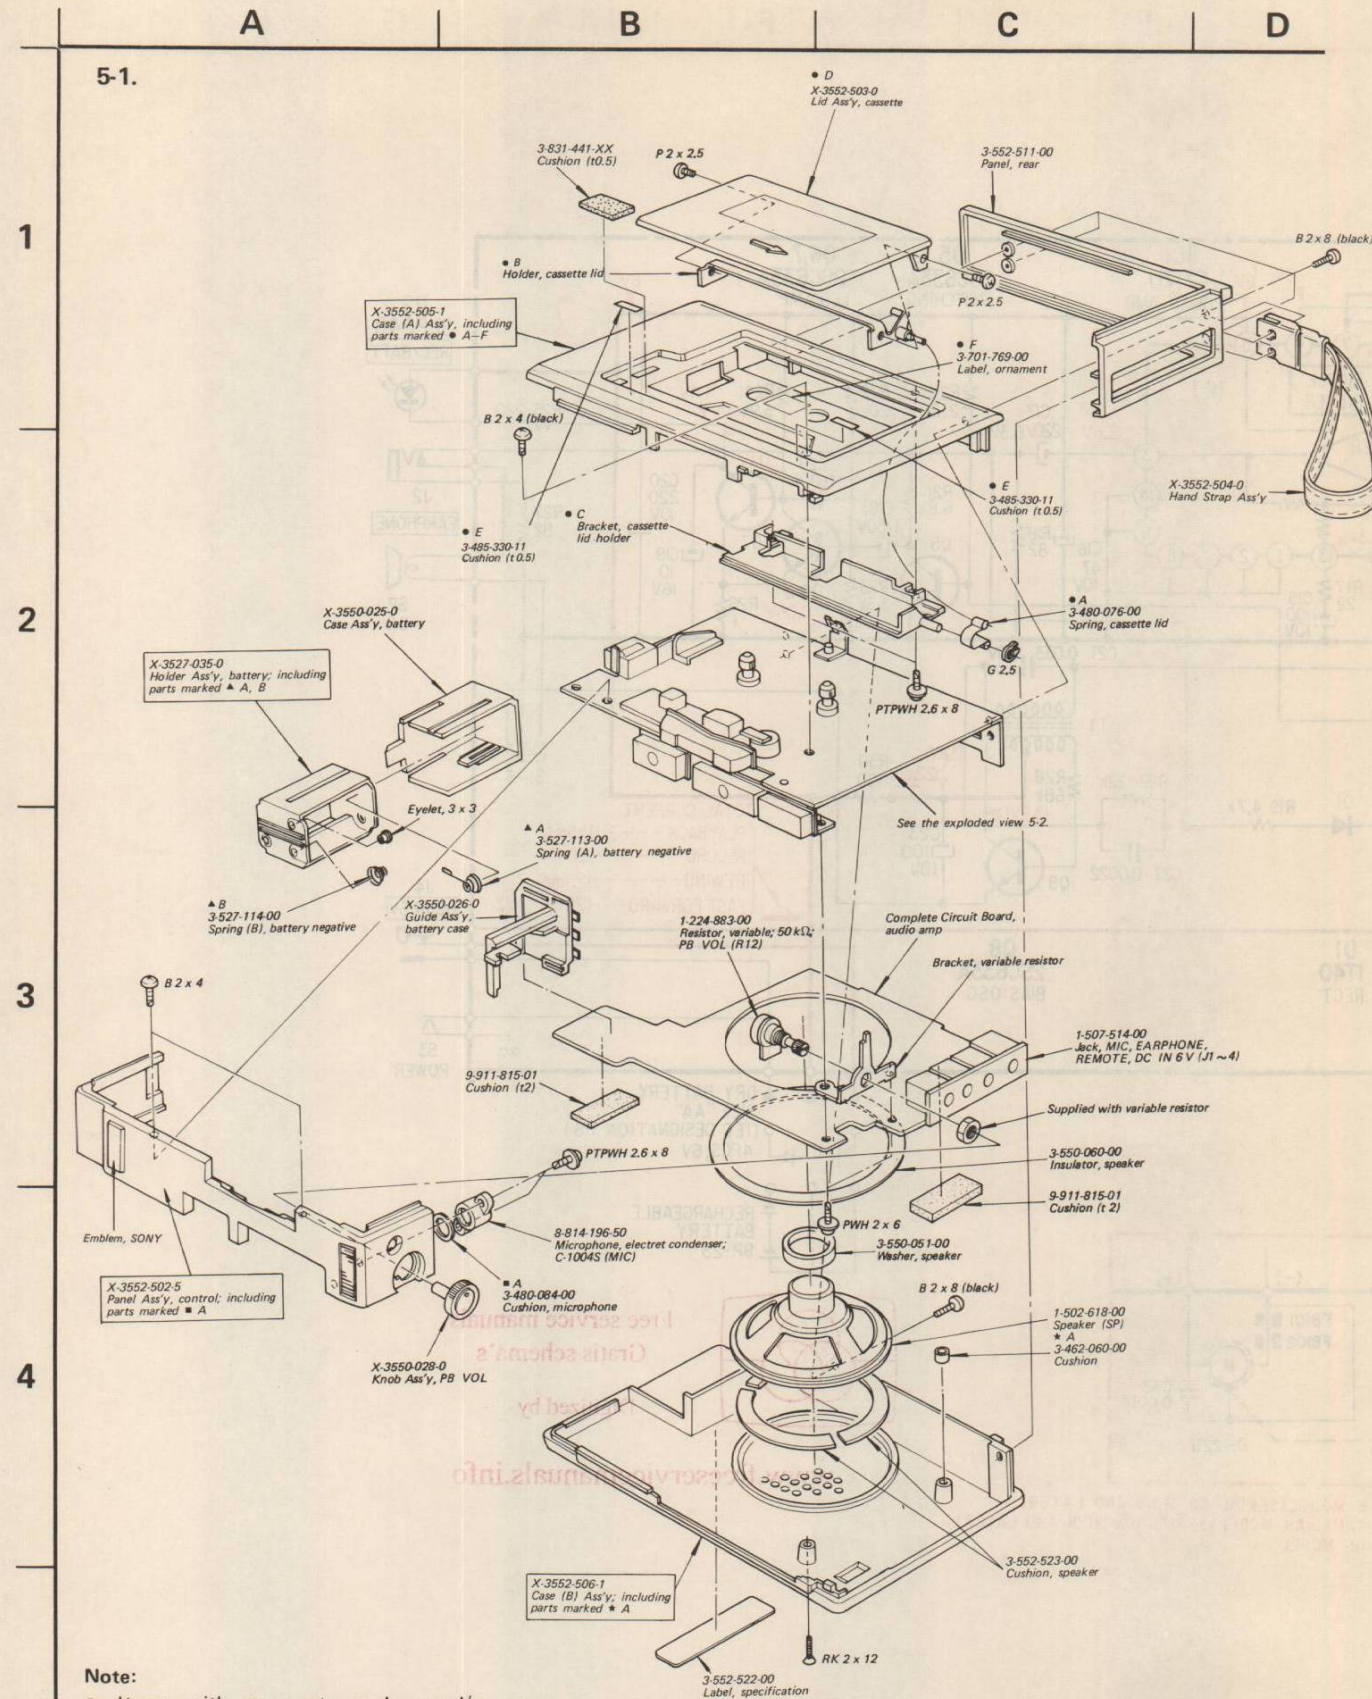 A
B
C
D
5-1.
● D
X-3552-503-0
Lid Ass'y, cassette
3-831-441-XX
Cushion (t0.5)
P 2 x 2.5
3-552-511-00
Panel, rear
1
B 2 x 8 (black)
● B
Holder, cassette lid
P 2 x 2.5
X-3552-505-1
Case (A) Ass'y, including
parts marked ● A–F
● F
3-701-769-00
Label, ornament
B 2 x 4 (black)
● E
3-485-330-11
Cushion (t 0.5)
X-3552-504-0
Hand Strap Ass'y
● C
Bracket, cassette
lid holder
● E
3-485-330-11
Cushion (t 0.5)
2
● A
3-480-076-00
Spring, cassette lid
X-3550-025-0
Case Ass'y, battery
G 2.5
X-3527-035-0
Holder Ass'y, battery; including
parts marked ▲ A, B
PTPWH 2.6 x 8
Eyelet, 3 x 3
See the exploded view 5-2.
▲ A
3-527-113-00
Spring (A), battery negative
▲ B
3-527-114-00
Spring (B), battery negative
X-3550-026-0
Guide Ass'y,
battery case
1-224-883-00
Resistor, variable; 50 kΩ;
PB VOL (R12)
Complete Circuit Board,
audio amp
Bracket, variable resistor
3
B 2 x 4
1-507-514-00
Jack, MIC, EARPHONE,
REMOTE, DC IN 6 V (J1 ~ 4)
9-911-815-01
Cushion (t2)
Supplied with variable resistor
PTPWH 2.6 x 8
3-550-060-00
Insulator, speaker
9-911-815-01
Cushion (t 2)
PWH 2 x 6
Emblem, SONY
8-814-196-50
Microphone, electret condenser;
C-1004S (MIC)
3-550-051-00
Washer, speaker
X-3552-502-5
Panel Ass'y, control; including
parts marked ■ A
■ A
3-480-084-00
Cushion, microphone
B 2 x 8 (black)
1-502-618-00
Speaker (SP)
★ A
3-462-060-00
Cushion
X-3550-028-0
Knob Ass'y, PB VOL
4
Free service manuals
Gratis schema's
3-552-523-00
Cushion, speaker
X-3552-506-1
Case (B) Ass'y; including
parts marked ★ A
RK 2 x 12
3-552-522-00
Label, specification
Note: